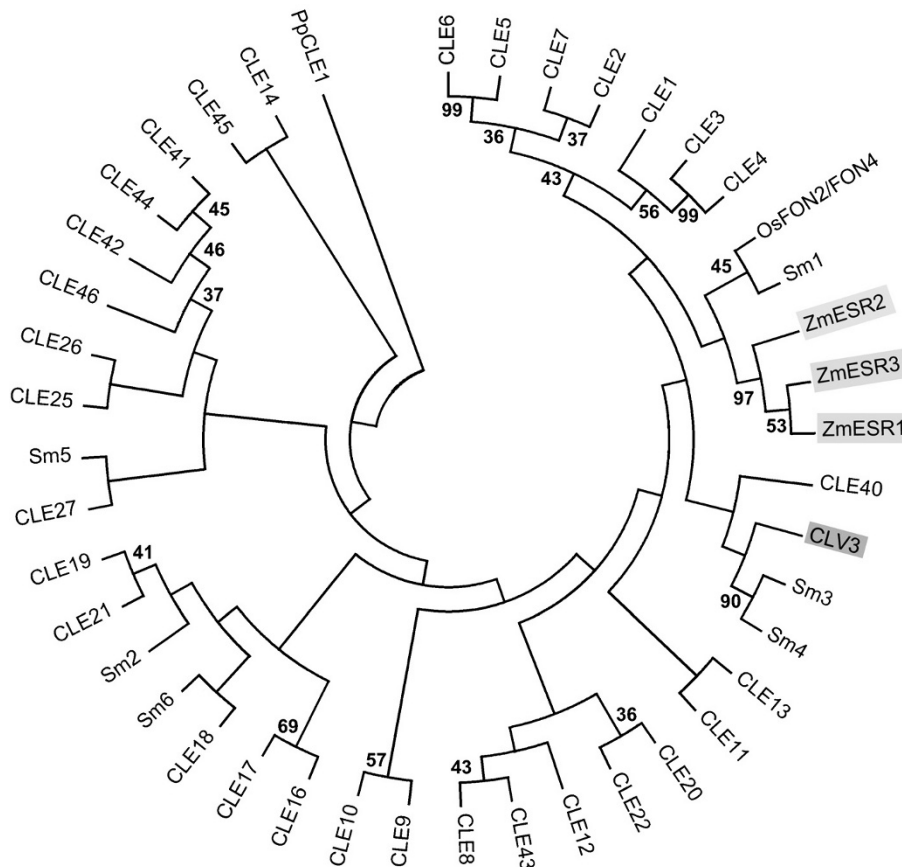 PpCLE1
CLE6
CLE5
CLE7
CLE2
CLE1
CLE3
CLE4
OsFON2/FON4
Sm1
ZmESR2
ZmESR3
ZmESR1
CLE40
CLV3
Sm3
Sm4
CLE13
CLE11
CLE20
CLE22
CLE12
CLE43
CLE8
CLE9
CLE10
CLE16
CLE17
CLE18
Sm6
Sm2
CLE21
CLE19
CLE27
Sm5
CLE25
CLE26
CLE46
CLE42
CLE44
CLE41
CLE45
CLE14
99
36
37
43
56
99
45
97
53
90
36
43
57
69
41
37
46
45